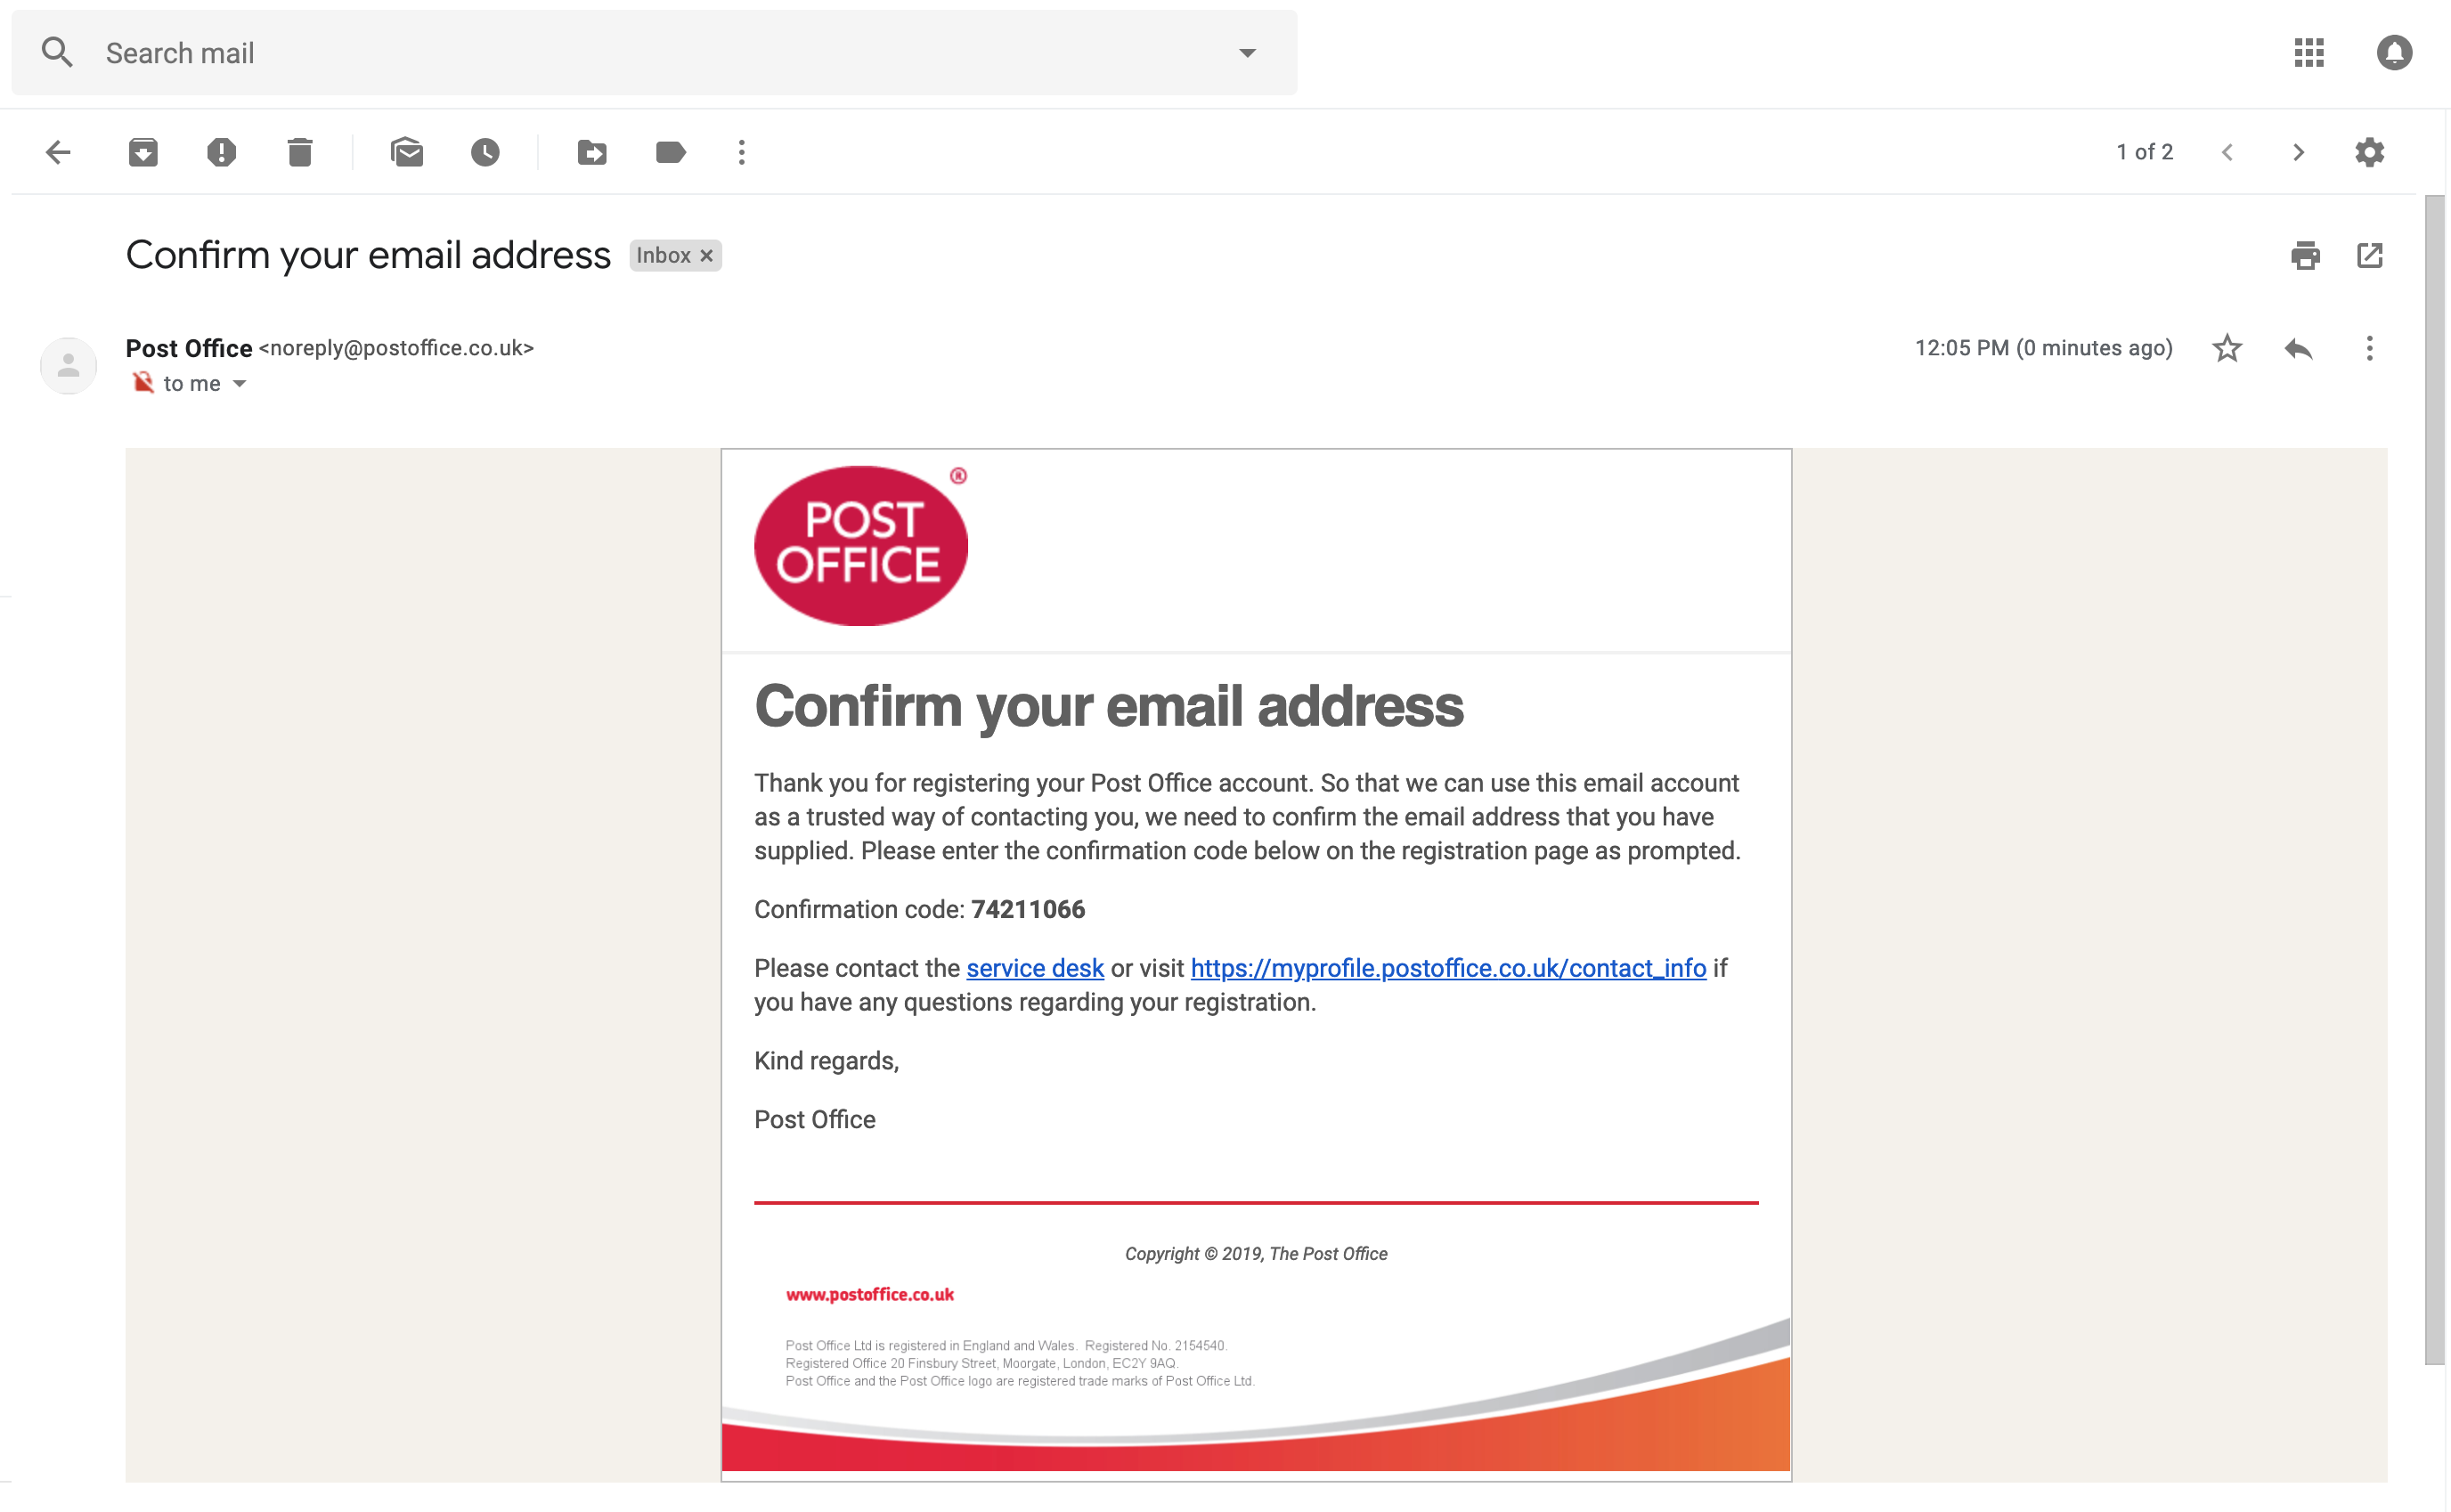 Search mail
1 of 2
Confirm your email address Inbox ×
Post Office <noreply@postoffice.co.uk> 12:05 PM (0 minutes ago)
to me
POST ®
OFFICE
Confirm your email address
Thank you for registering your Post Office account. So that we can use this email account
as a trusted way of contacting you, we need to confirm the email address that you have
supplied. Please enter the confirmation code below on the registration page as prompted.
Confirmation code: 74211066
Please contact the service desk or visit https://myprofile.postoffice.co.uk/contact_info if
you have any questions regarding your registration.
Kind regards,
Post Office
Copyright © 2019, The Post Office
www.postoffice.co.uk
Post Office Ltd is registered in England and Wales. Registered No. 2154540.
Registered Office 20 Finsbury Street, Moorgate, London, EC2Y 9AQ.
Post Office and the Post Office logo are registered trade marks of Post Office Ltd.